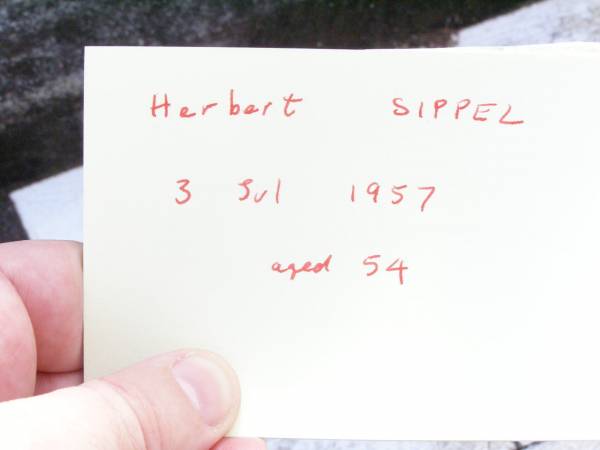 Herbert SIPPEL
3 Jul 1957
aged 54